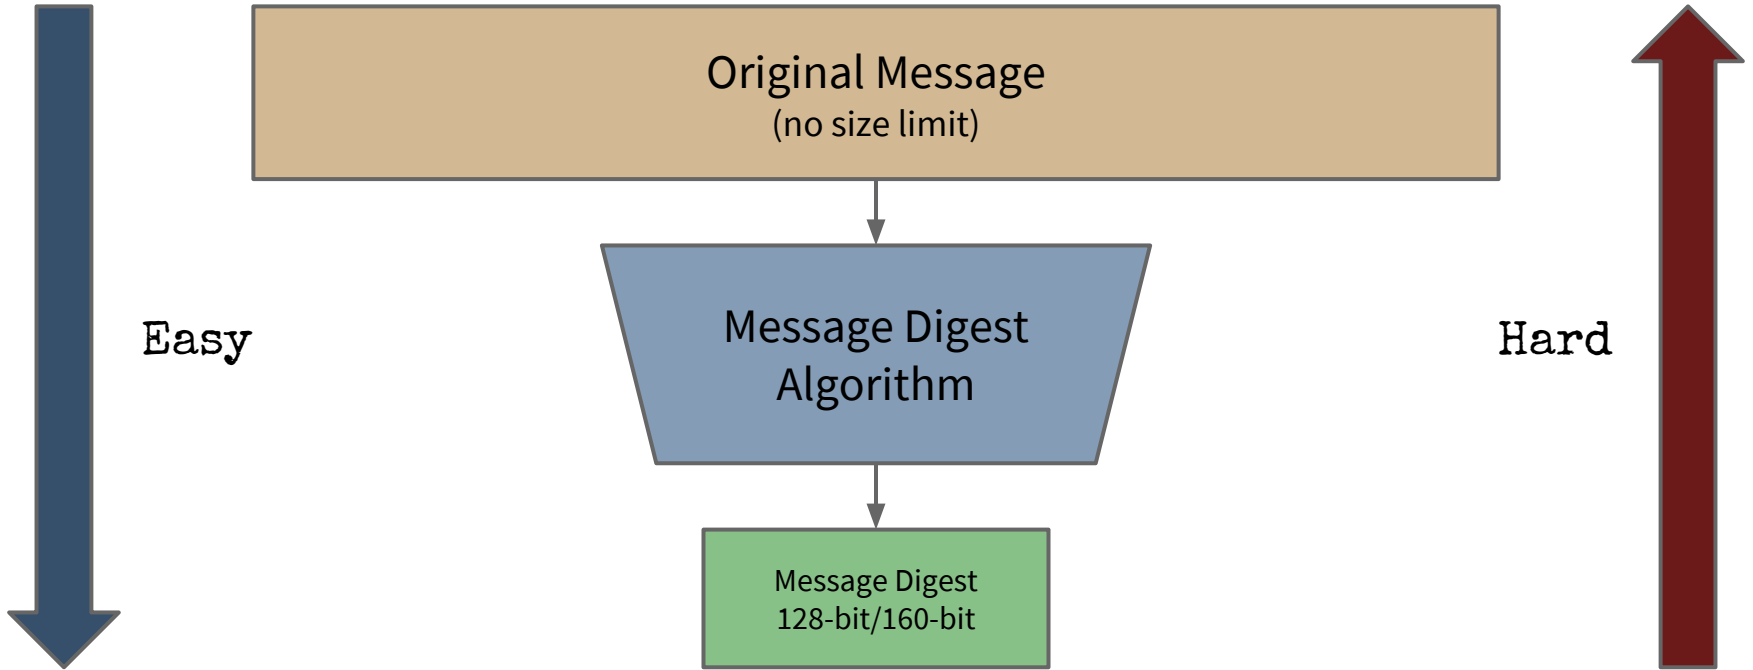 Original Message
(no size limit)
Easy
Message Digest
Algorithm
Hard
Message Digest
128-bit/160-bit